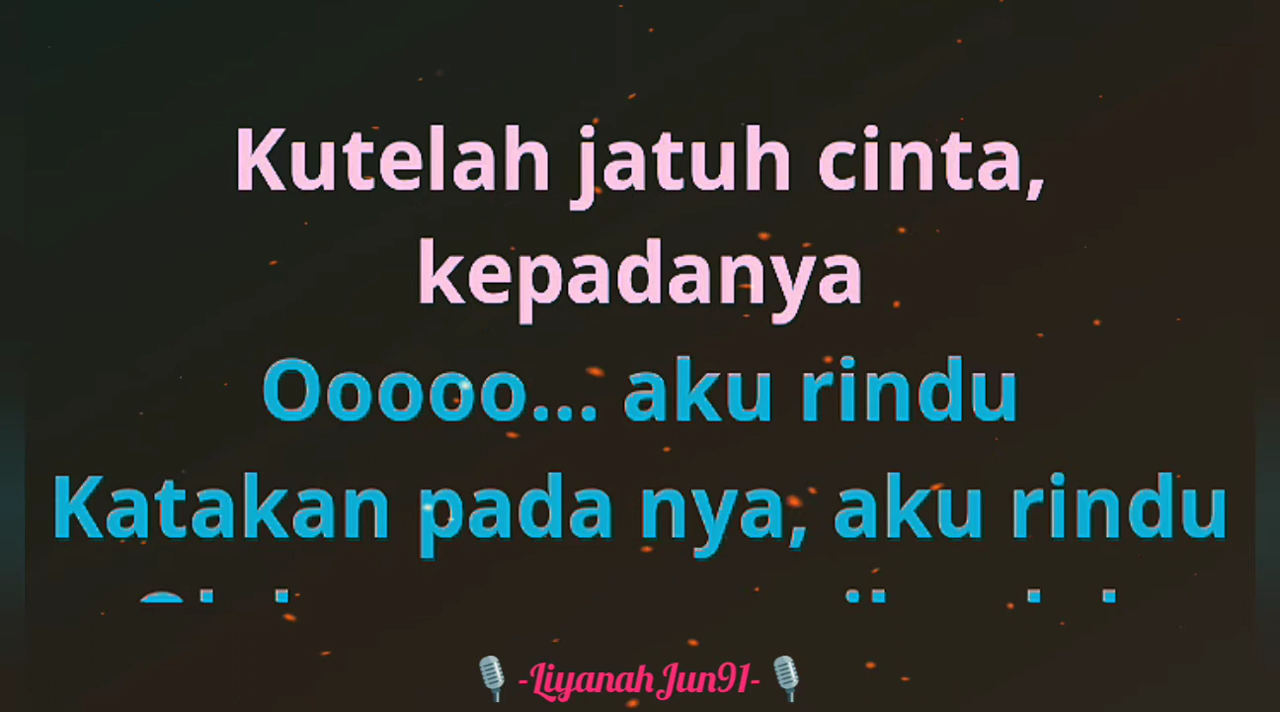 Kutelah jatuh cinta,
kepadanya
Ooooo... aku rindu
Katakan pada nya, aku rindu
-Liyanah Jun91-